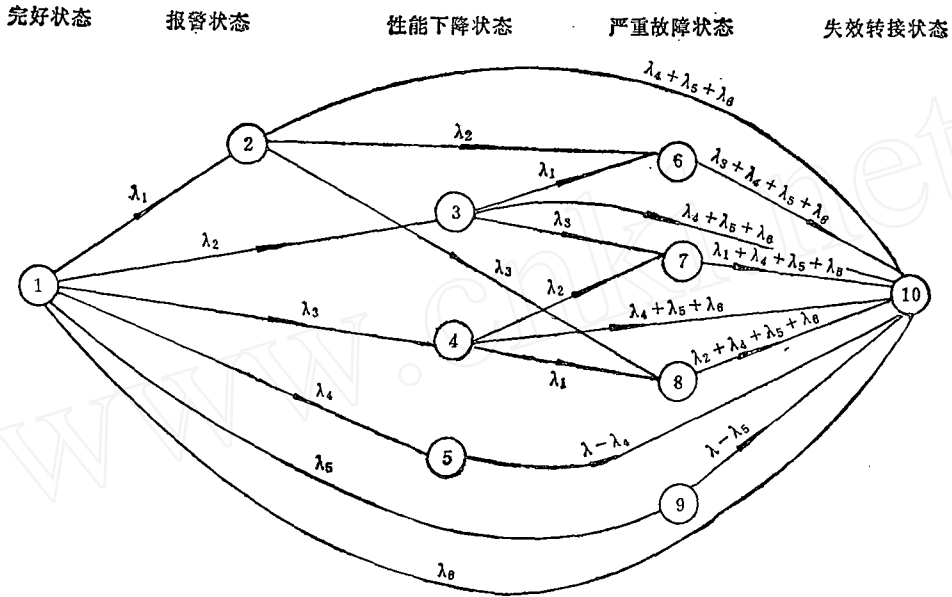 完好状态 报警状态 性能下降状态 严重故障状态 失效转接状态
λ₄+λ₅+λ₆
2
λ₂
6
λ₁
λ₁
λ₃+λ₄+λ₅+λ₆
3
λ₃
λ₄+λ₅+λ₆
λ₂
λ₃
7
λ₁+λ₄+λ₅+λ₆
1
λ₂
10
λ₃
4
λ₄+λ₅+λ₆
λ₁
8
λ₂+λ₄+λ₅+λ₆
λ₄
5
λ-λ₄
λ-λ₅
λ₅
9
λ₆
www.cnki.net